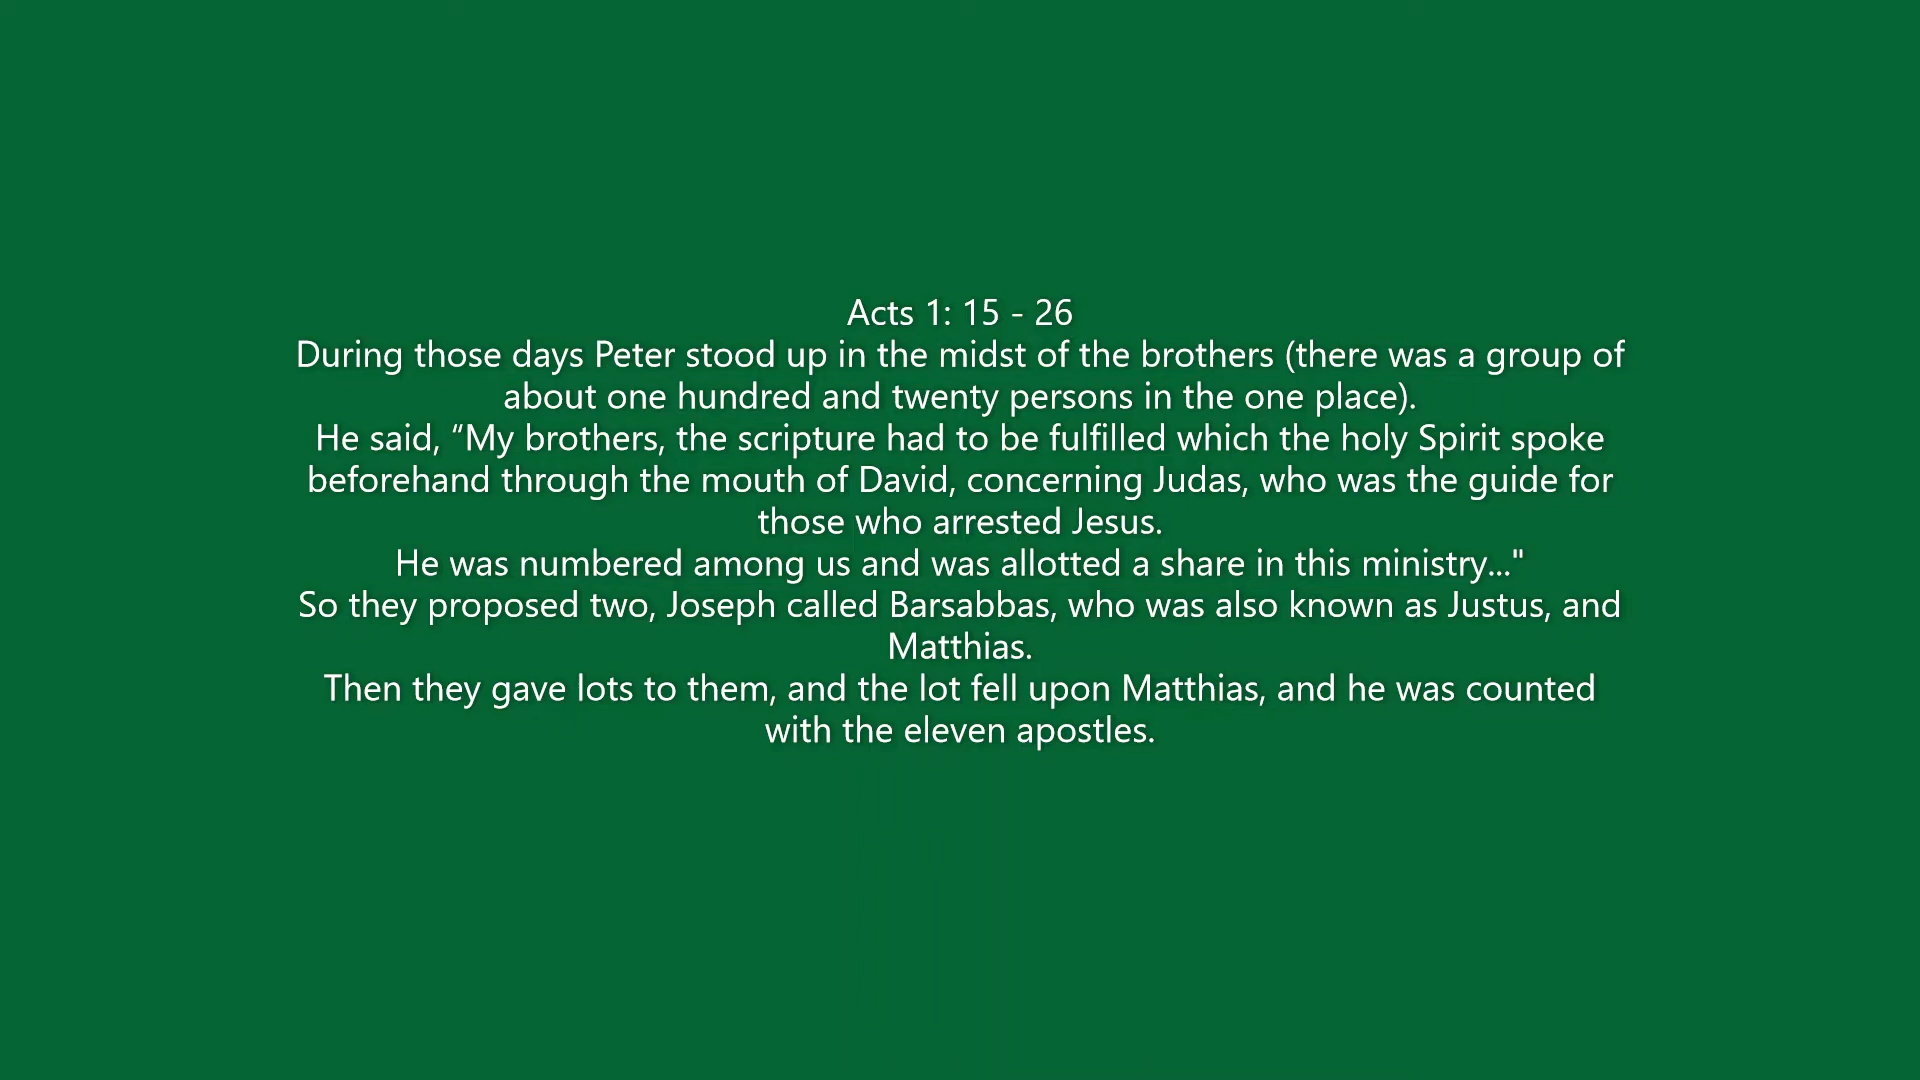 Acts 1: 15 - 26
During those days Peter stood up in the midst of the brothers (there was a group of
about one hundred and twenty persons in the one place).
He said, “My brothers, the scripture had to be fulfilled which the holy Spirit spoke
beforehand through the mouth of David, concerning Judas, who was the guide for
those who arrested Jesus.
He was numbered among us and was allotted a share in this ministry..."
So they proposed two, Joseph called Barsabbas, who was also known as Justus, and
Matthias.
Then they gave lots to them, and the lot fell upon Matthias, and he was counted
with the eleven apostles.